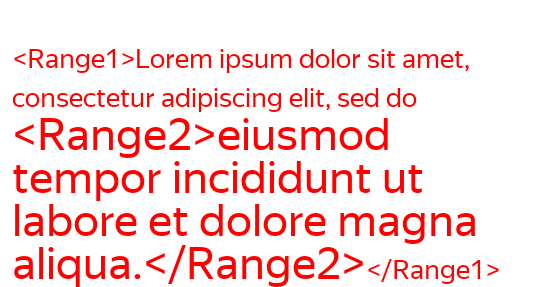 <Range1>Lorem ipsum dolor sit amet,
consectetur adipiscing elit, sed do
<Range2>eiusmod
tempor incididunt ut
labore et dolore magna
aliqua.</Range2></Range1>